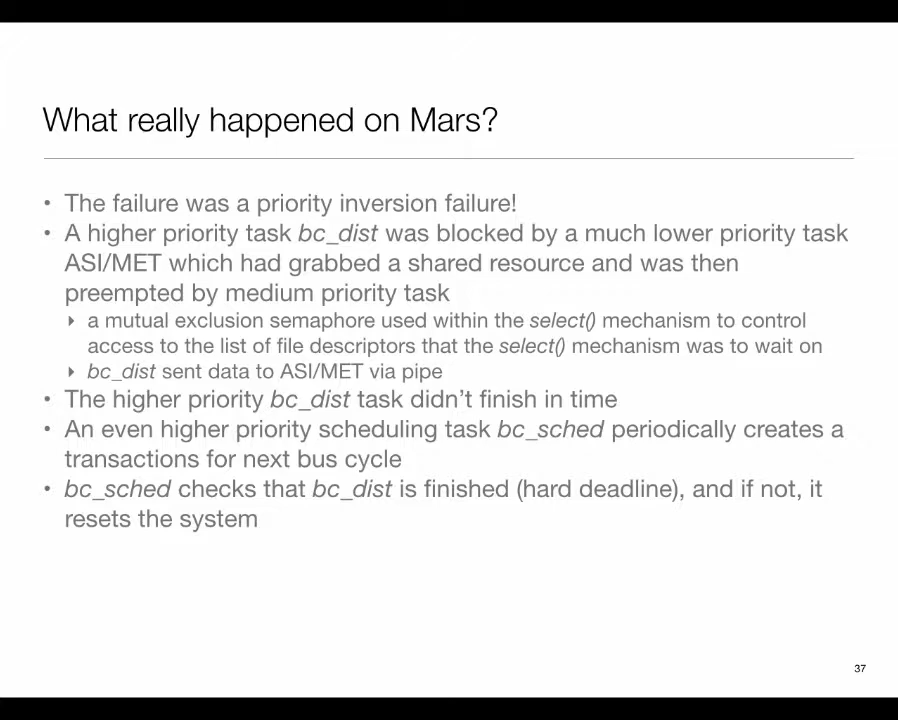 What really happened on Mars?
• The failure was a priority inversion failure!
• A higher priority task bc_dist was blocked by a much lower priority task
ASI/MET which had grabbed a shared resource and was then
preempted by medium priority task
‣ a mutual exclusion semaphore used within the select() mechanism to control
access to the list of file descriptors that the select() mechanism was to wait on
‣ bc_dist sent data to ASI/MET via pipe
• The higher priority bc_dist task didn’t finish in time
• An even higher priority scheduling task bc_sched periodically creates a
transactions for next bus cycle
• bc_sched checks that bc_dist is finished (hard deadline), and if not, it
resets the system
37